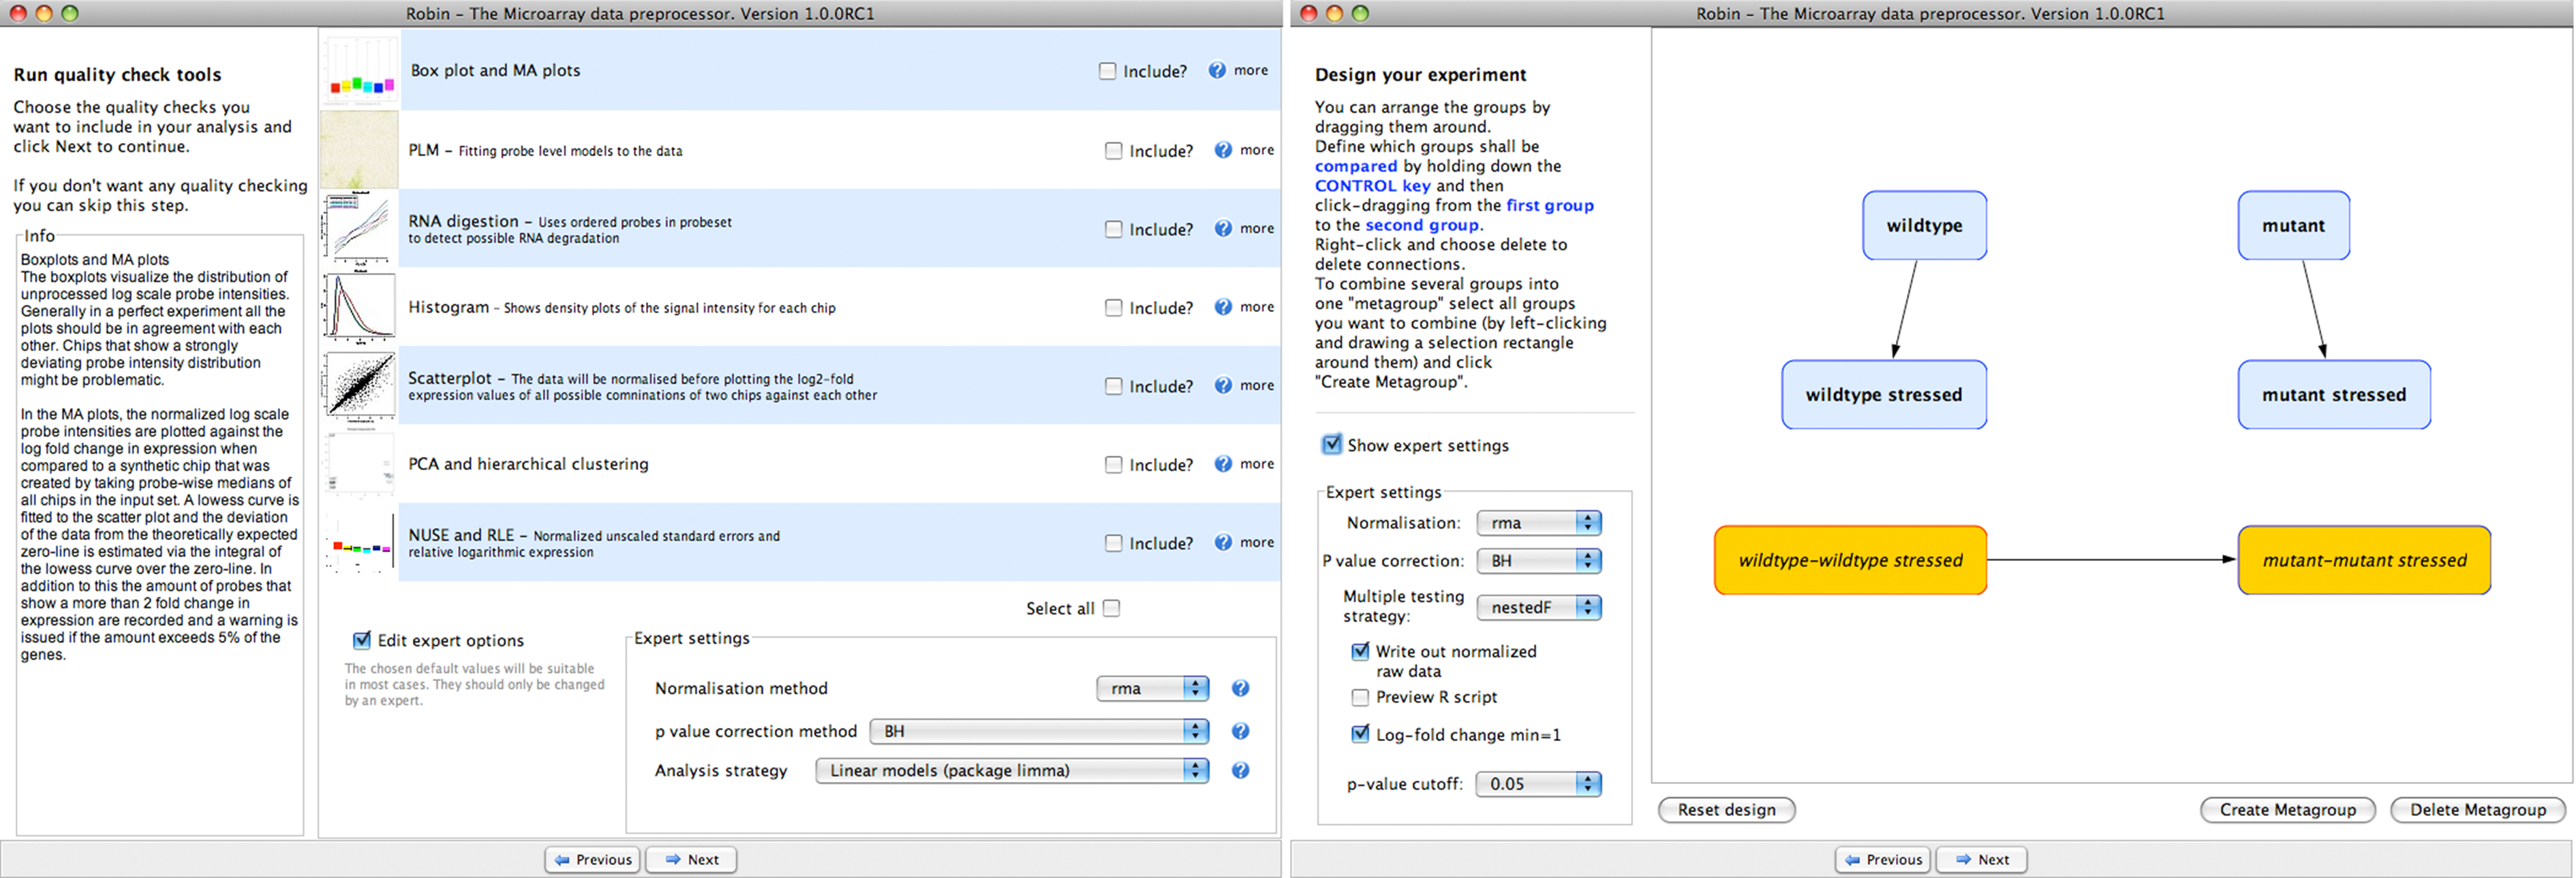 Robin – The Microarray data preprocessor. Version 1.0.0RC1
Run quality check tools
Choose the quality checks you
want to include in your analysis and
click Next to continue.
If you don't want any quality checking
you can skip this step.
Info
Boxplots and MA plots
The boxplots visualize the distribution of
unprocessed log scale probe intensities.
Generally in a perfect experiment all the
plots should be in agreement with each
other. Chips that show a strongly
deviating probe intensity distribution
might be problematic.
In the MA plots, the normalized log scale
probe intensities are plotted against the
log fold change in expression when
compared to a synthetic chip that was
created by taking probe-wise medians of
all chips in the input set. A lowess curve is
fitted to the scatter plot and the deviation
of the data from the theoretically expected
zero-line is estimated via the integral of
the lowess curve over the zero-line. In
addition to this the amount of probes that
show a more than 2 fold change in
expression are recorded and a warning is
issued if the amount exceeds 5% of the
genes.
Box plot and MA plots Include? more
PLM – Fitting probe level models to the data Include? more
RNA digestion – Uses ordered probes in probeset
to detect possible RNA degradation Include? more
Histogram – Shows density plots of the signal intensity for each chip Include? more
Scatterplot – The data will be normalised before plotting the log2-fold
expression values of all possible comninations of two chips against each other Include? more
PCA and hierarchical clustering Include? more
NUSE and RLE – Normalized unscaled standard errors and
relative logarithmic expression Include? more
Select all
Edit expert options
The chosen default values will be suitable
in most cases. They should only be changed
by an expert.
Expert settings
Normalisation method rma
p value correction method BH
Analysis strategy Linear models (package limma)
Previous Next
Robin – The Microarray data preprocessor. Version 1.0.0RC1
Design your experiment
You can arrange the groups by
dragging them around.
Define which groups shall be
compared by holding down the
CONTROL key and then
click-dragging from the first group
to the second group.
Right-click and choose delete to
delete connections.
To combine several groups into
one "metagroup" select all groups
you want to combine (by left-clicking
and drawing a selection rectangle
around them) and click
"Create Metagroup".
Show expert settings
Expert settings
Normalisation: rma
P value correction: BH
Multiple testing
strategy: nestedF
Write out normalized
raw data
Preview R script
Log-fold change min=1
p-value cutoff: 0.05
wildtype
mutant
wildtype stressed
mutant stressed
wildtype-wildtype stressed
mutant-mutant stressed
Reset design Create Metagroup Delete Metagroup
Previous Next